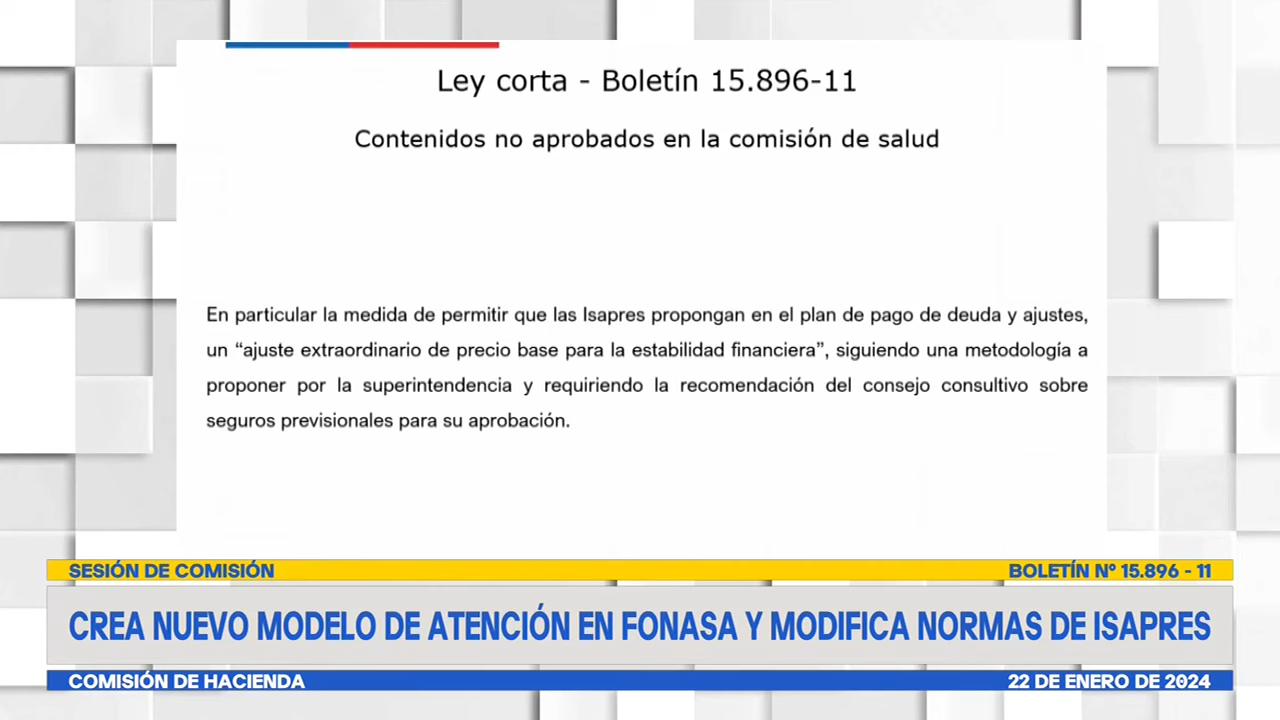 Ley corta - Boletín 15.896-11
Contenidos no aprobados en la comisión de salud
En particular la medida de permitir que las Isapres propongan en el plan de pago de deuda y ajustes,
un “ajuste extraordinario de precio base para la estabilidad financiera”, siguiendo una metodología a
proponer por la superintendencia y requiriendo la recomendación del consejo consultivo sobre
seguros previsionales para su aprobación.
SESIÓN DE COMISIÓN
BOLETÍN Nº 15.896 - 11
CREA NUEVO MODELO DE ATENCIÓN EN FONASA Y MODIFICA NORMAS DE ISAPRES
COMISIÓN DE HACIENDA
22 DE ENERO DE 2024